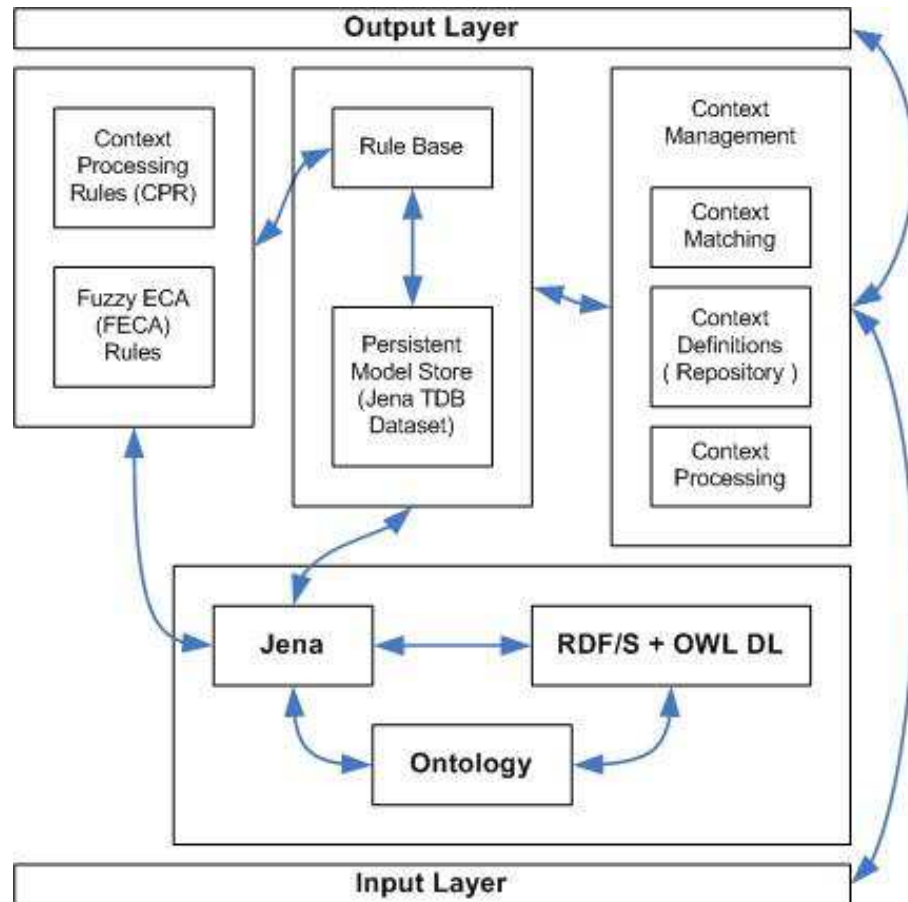 Output Layer
Context
Processing
Rules (CPR)
Fuzzy ECA
(FECA)
Rules
Rule Base
Persistent
Model Store
(Jena TDB
Dataset)
Context
Management
Context
Matching
Context
Definitions
( Repository )
Context
Processing
Jena
RDF/S + OWL DL
Ontology
Input Layer